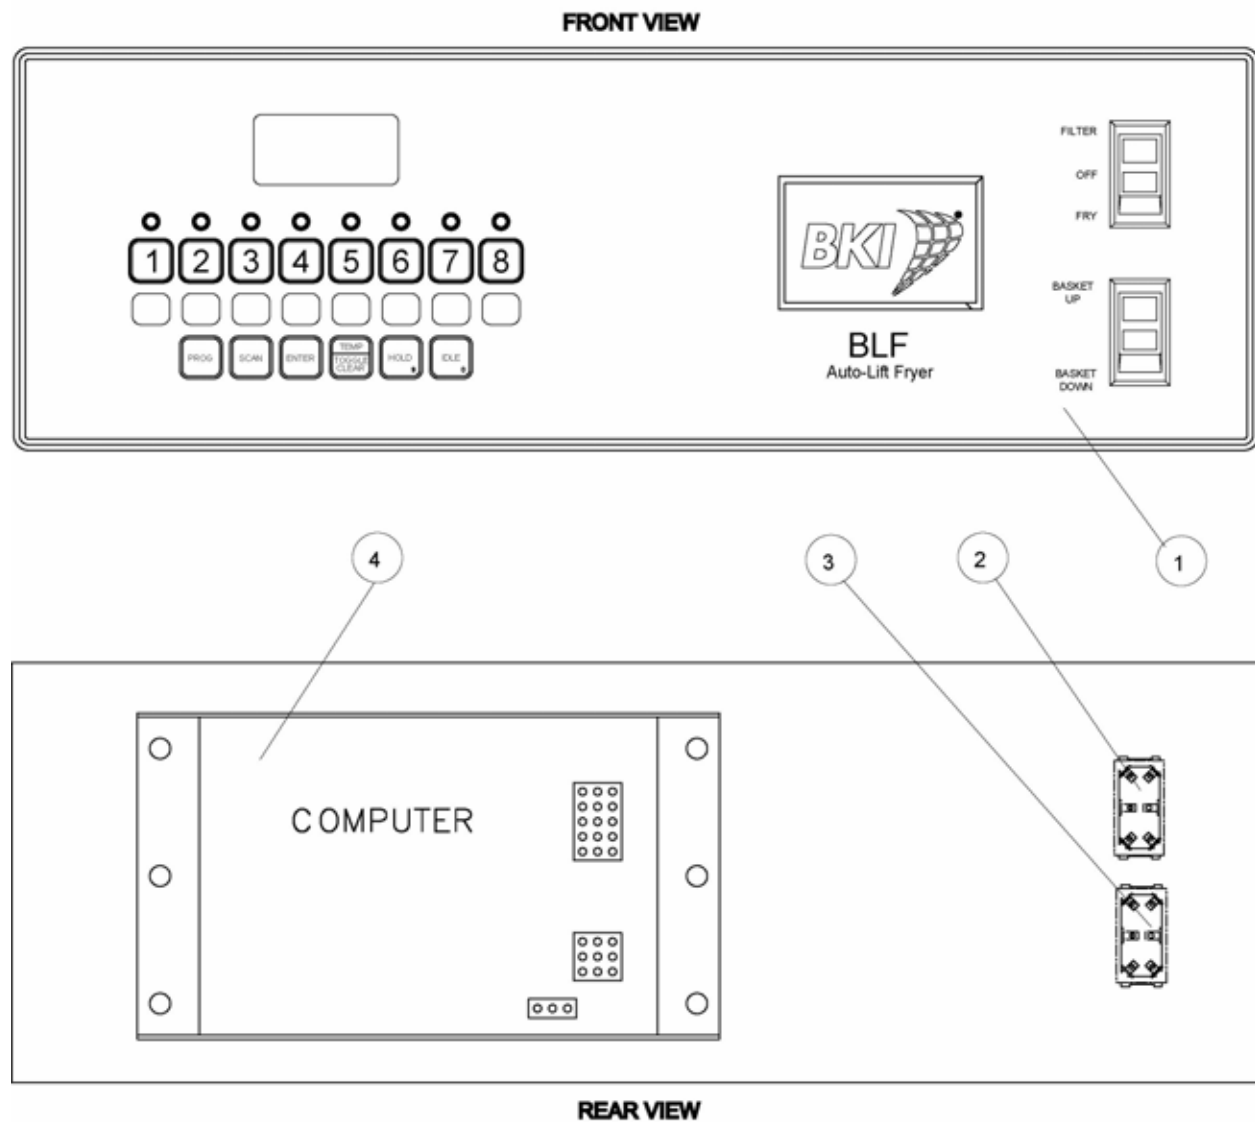 FRONT VIEW
FILTER
OFF
FRY
1 2 3 4 5 6 7 8
PROG SCAN ENTER TEMP TOGGLE CLEAR HOLD IDLE
BKI
BLF
Auto-Lift Fryer
BASKET
UP
BASKET
DOWN
4 3 2 1
COMPUTER
REAR VIEW